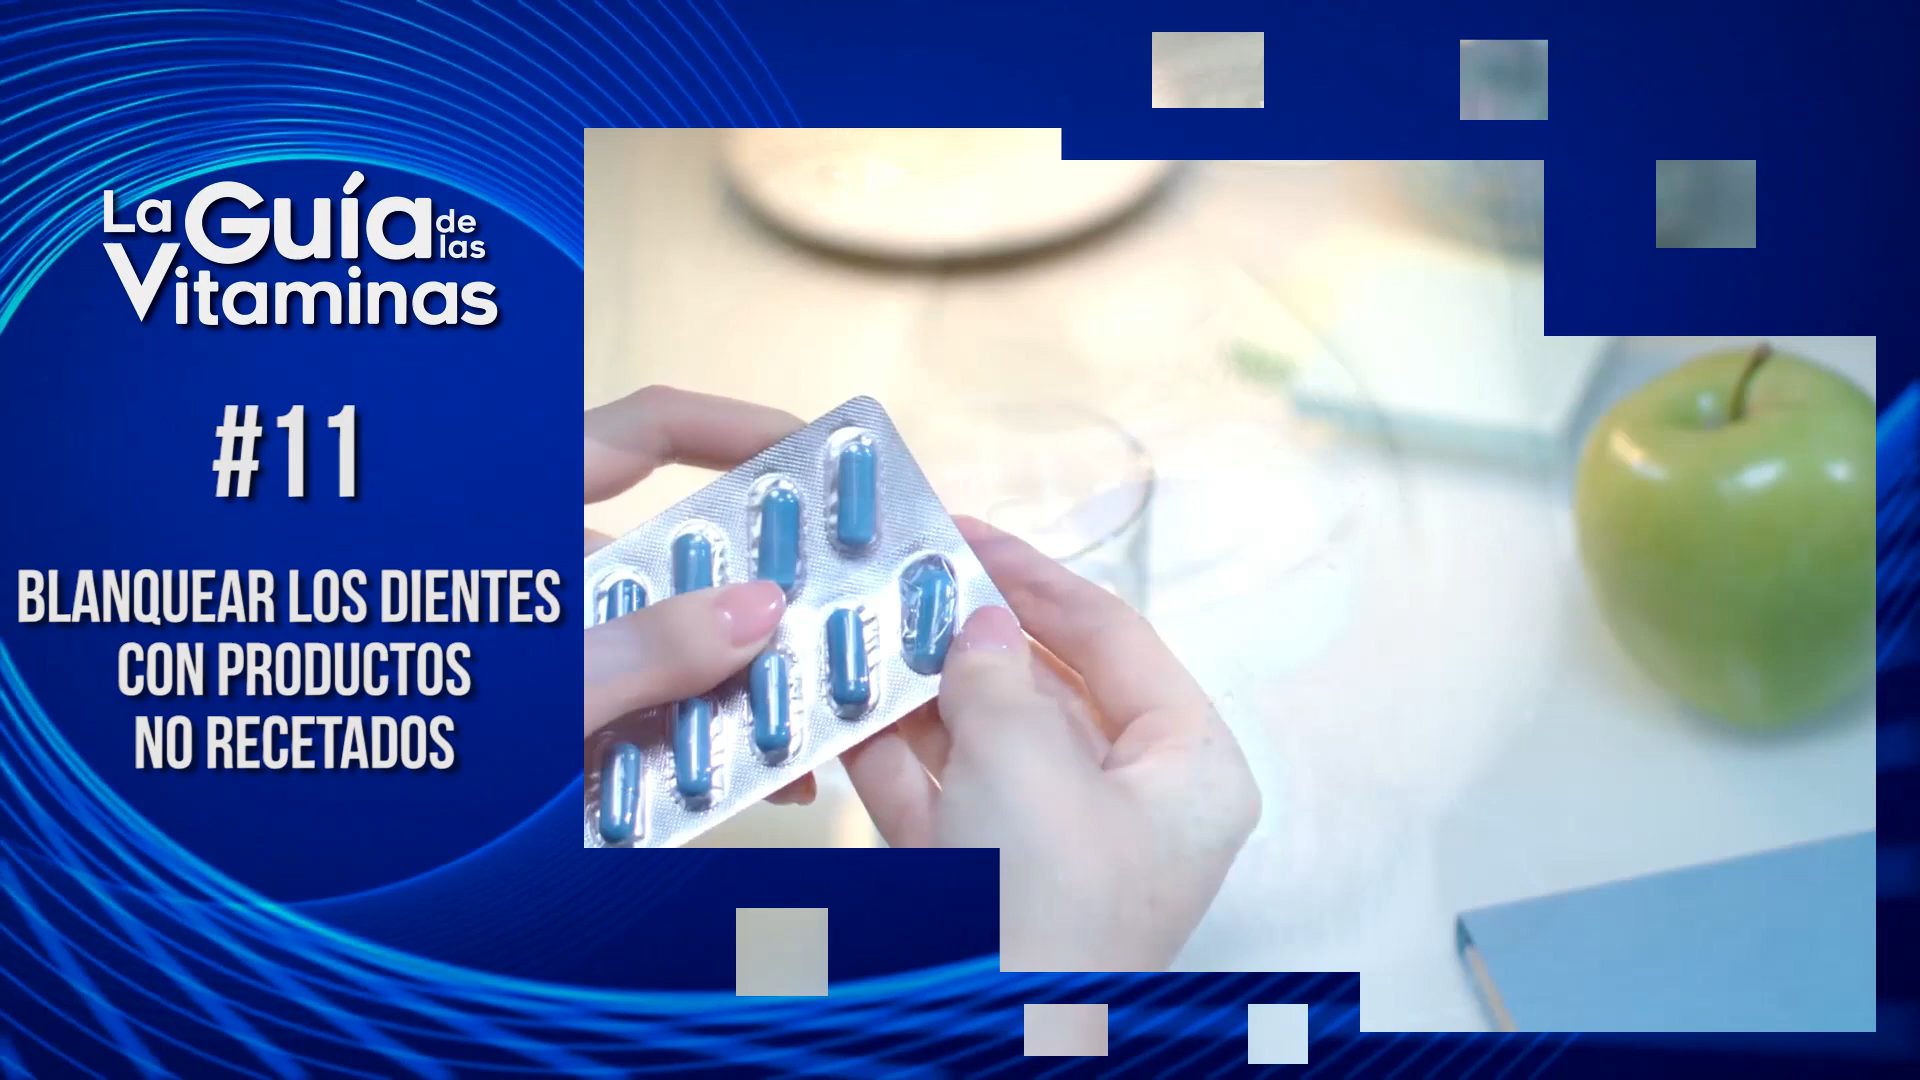 La Guía de las
Vitaminas
#11
BLANQUEAR LOS DIENTES
CON PRODUCTOS
NO RECETADOS